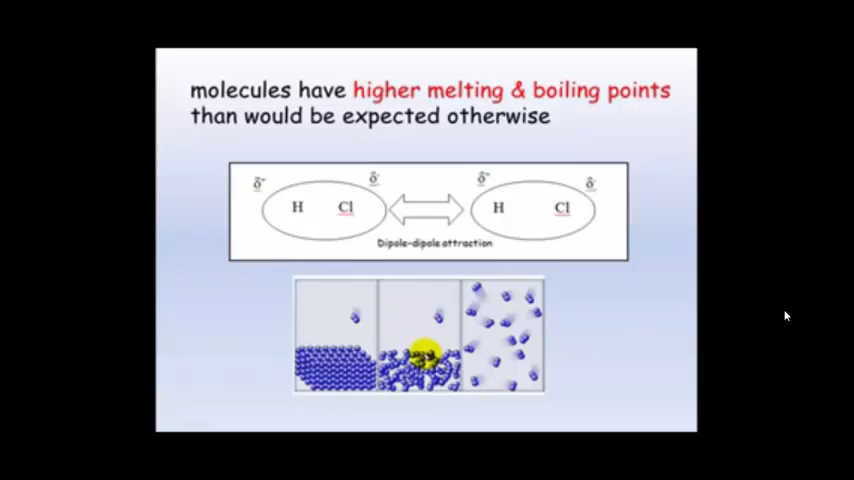 molecules have higher melting & boiling points
than would be expected otherwise
δ⁺ δ⁻ δ⁺ δ⁻
H Cl H Cl
Dipole-dipole attraction